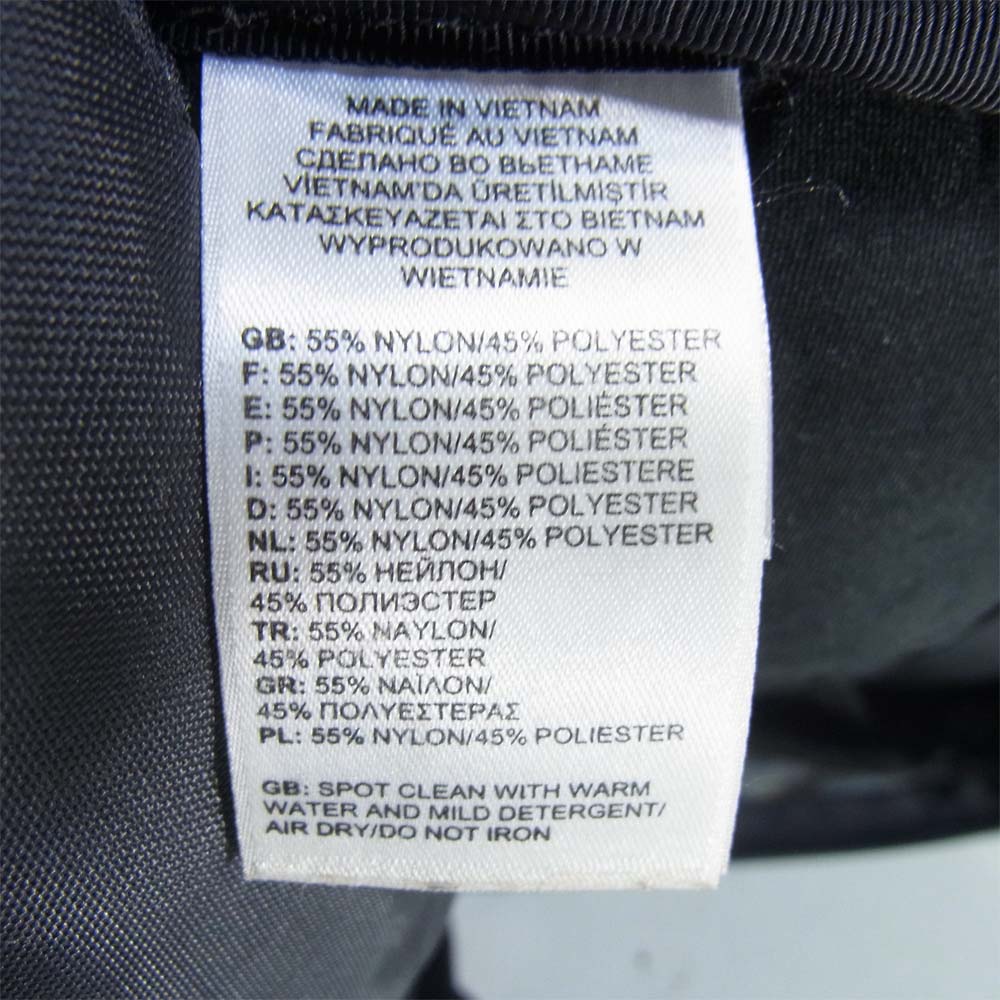 MADE IN VIETNAM
FABRIQUÉ AU VIETNAM
СДЕЛАНО ВО ВЬЕТНАМЕ
VIETNAM'DA ÜRETİLMİŞTİR
ΚΑΤΑΣΚΕΥΑΖΕΤΑΙ ΣΤΟ ΒΙΕΤΝΑΜ
WYPRODUKOWANO W
WIETNAMIE
GB: 55% NYLON/45% POLYESTER
F: 55% NYLON/45% POLYESTER
E: 55% NYLON/45% POLIÉSTER
P: 55% NYLON/45% POLIÉSTER
I: 55% NYLON/45% POLIESTERE
D: 55% NYLON/45% POLYESTER
NL: 55% NYLON/45% POLYESTER
RU: 55% НЕЙЛОН/
45% ПОЛИЭСТЕР
TR: 55% NAYLON/
45% POLYESTER
GR: 55% ΝΑΪΛΟΝ/
45% ΠΟΛΥΕΣΤΕΡΑΣ
PL: 55% NYLON/45% POLIESTER
GB: SPOT CLEAN WITH WARM
WATER AND MILD DETERGENT/
AIR DRY/DO NOT IRON